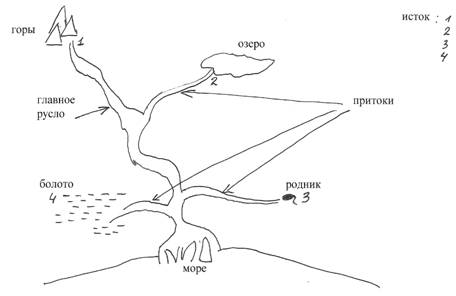 горы
1
озеро
2
исток : 1
2
3
4
главное
русло
притоки
болото
4
родник
3
море